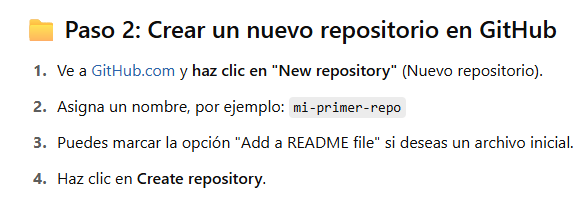 📁 Paso 2: Crear un nuevo repositorio en GitHub
1. Ve a GitHub.com y haz clic en "New repository" (Nuevo repositorio).
2. Asigna un nombre, por ejemplo: mi-primer-repo
3. Puedes marcar la opción "Add a README file" si deseas un archivo inicial.
4. Haz clic en Create repository.